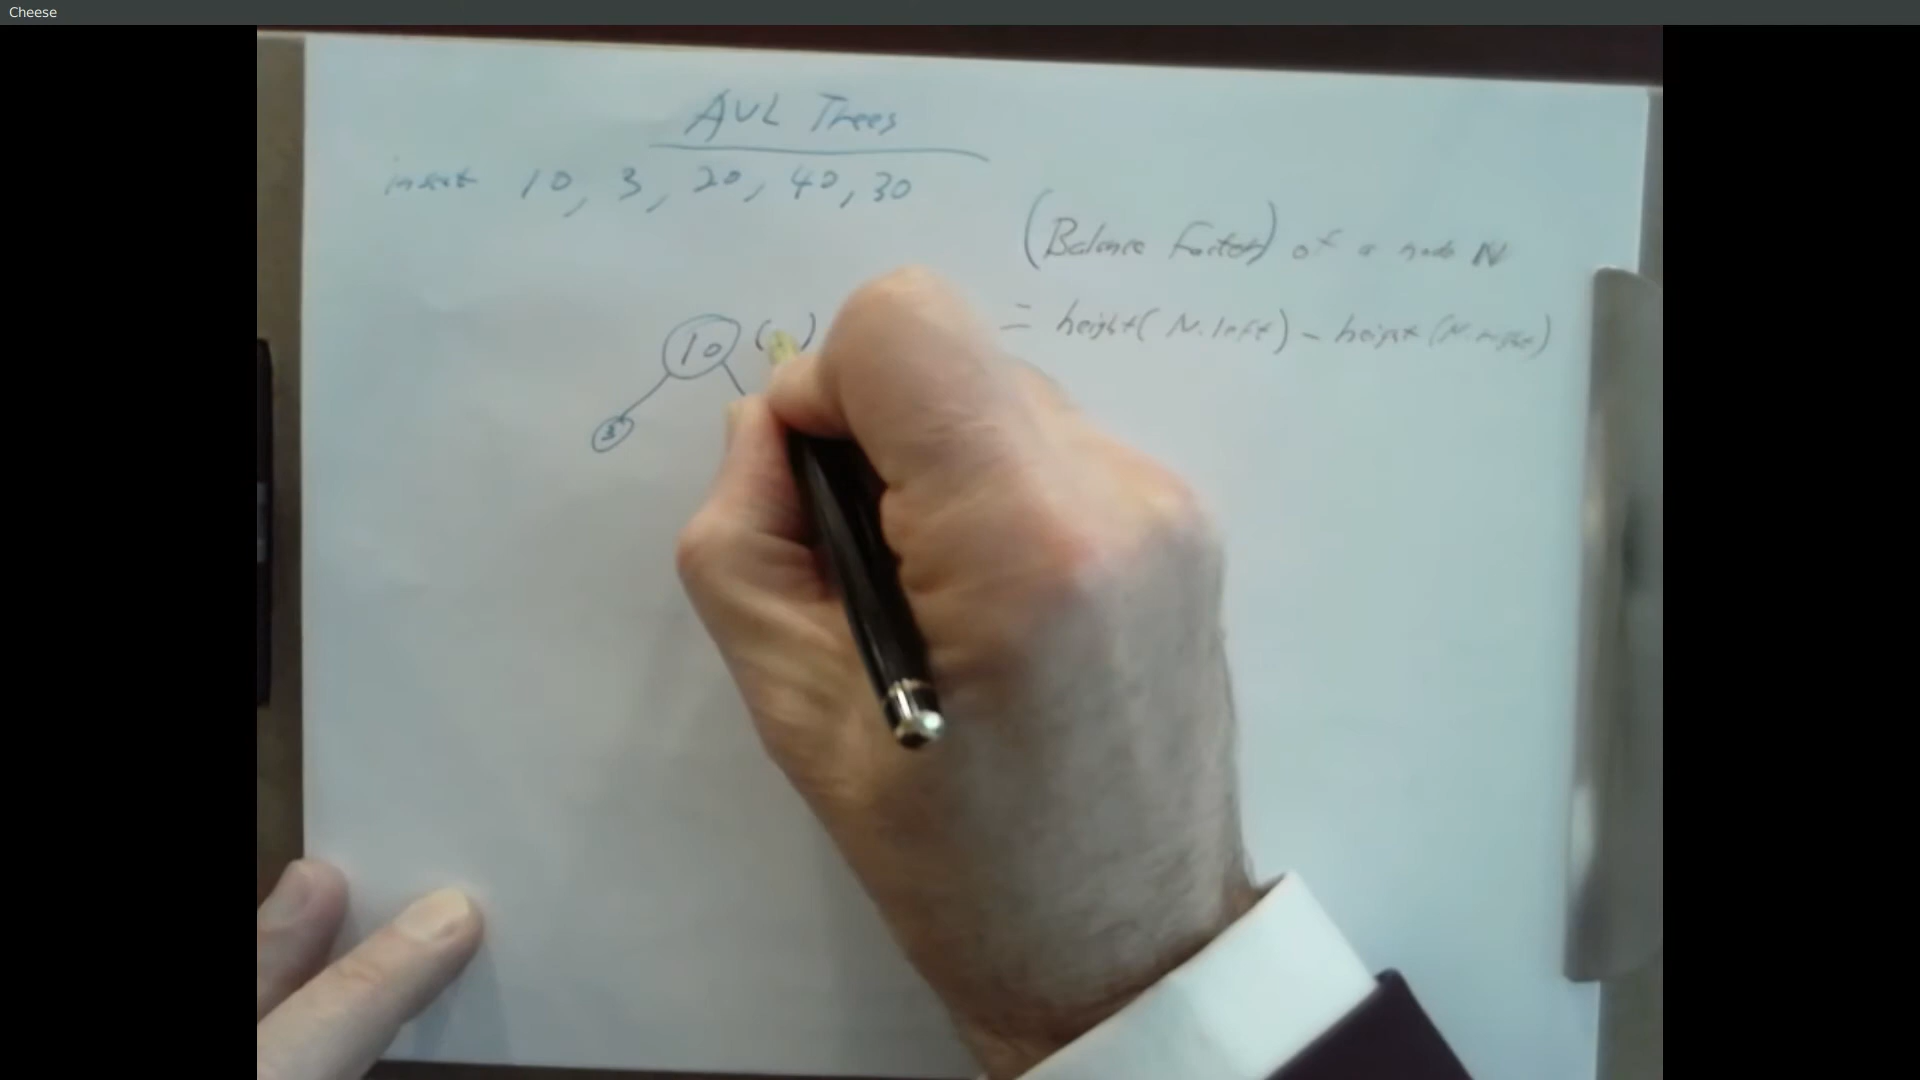 Cheese
AVL Trees
insert 10, 3, 20, 40, 30
(Balance Factor) of a node N
= height(N.left) - height(N.right)
10 ( )
3